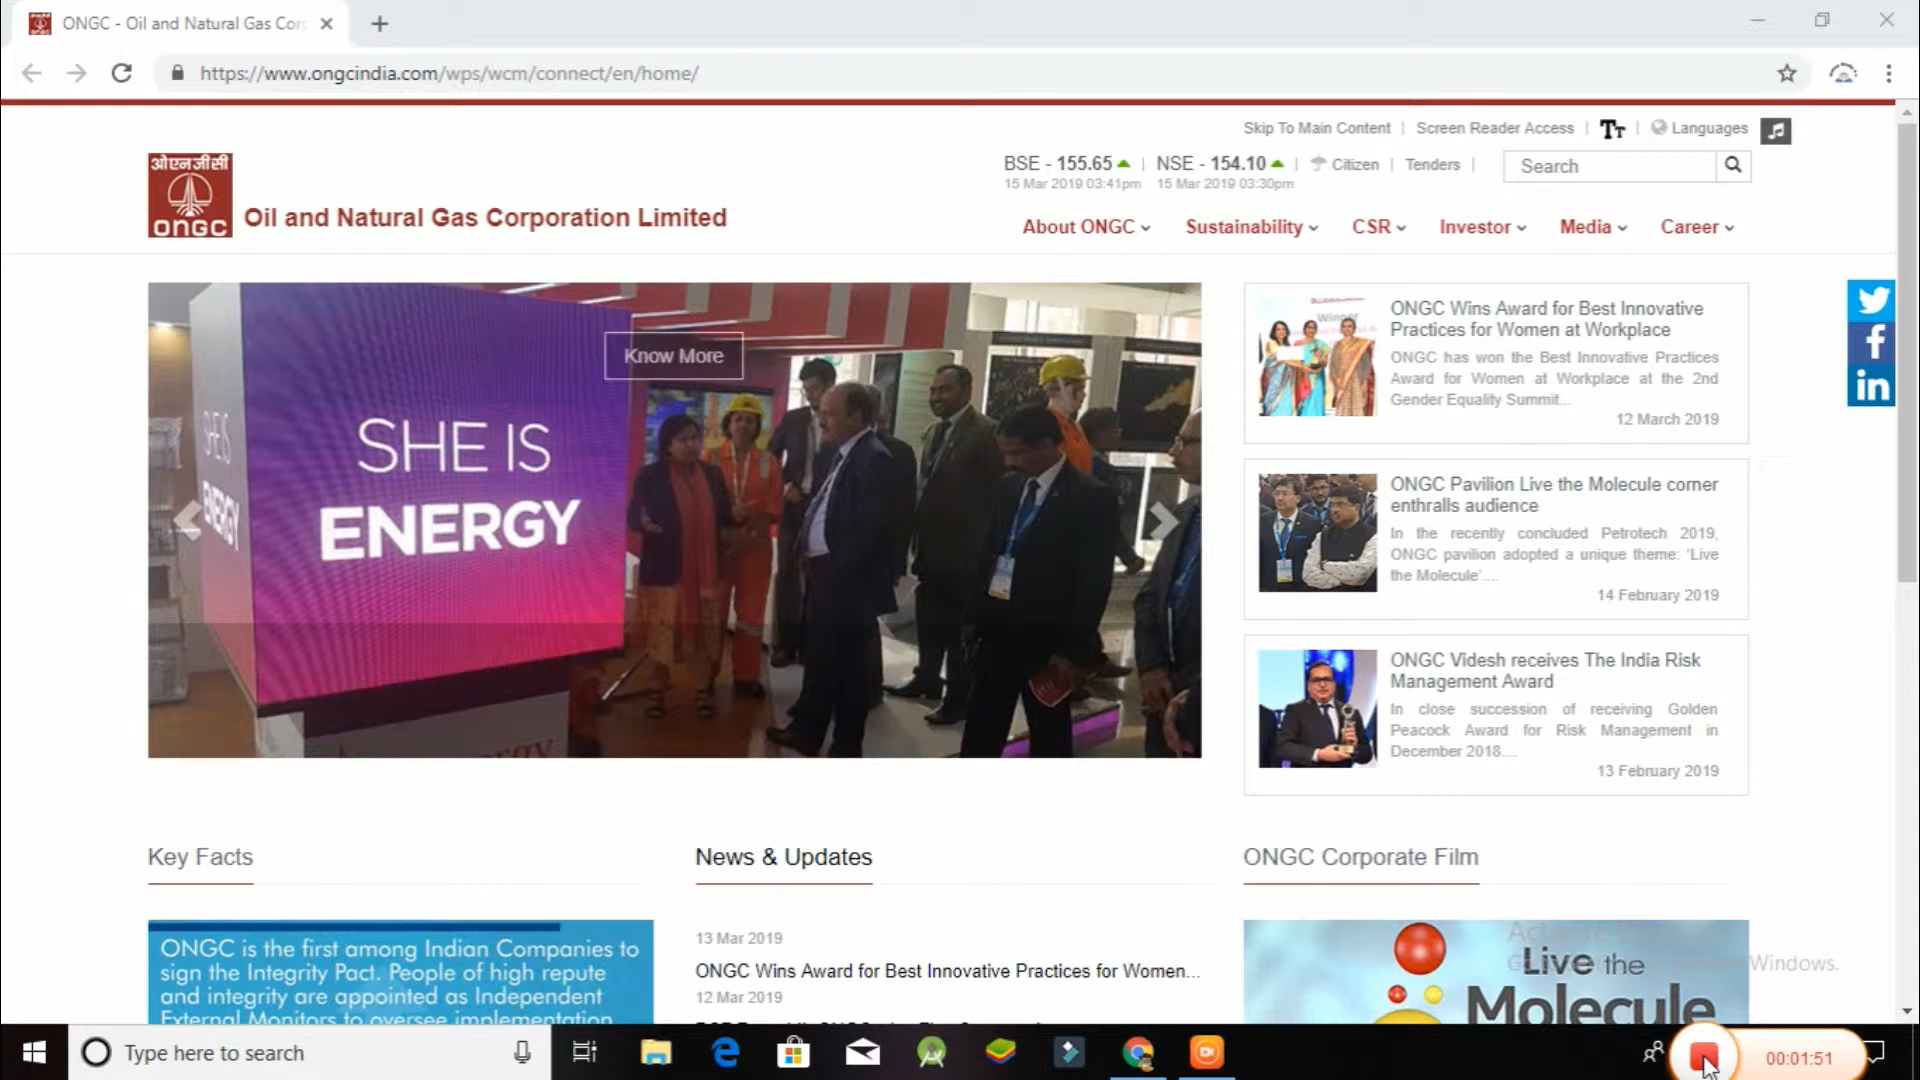 ONGC - Oil and Natural Gas Cor
https://www.ongcindia.com/wps/wcm/connect/en/home/
Skip To Main Content | Screen Reader Access | TT | Languages
BSE - 155.65 | NSE - 154.10 | Citizen | Tenders |
15 Mar 2019 03:41pm 15 Mar 2019 03:30pm
Search
ओएनजीसी
ONGC
Oil and Natural Gas Corporation Limited
About ONGC Sustainability CSR Investor Media Career
Know More
SHE IS
ENERGY
SHE IS
ENERGY
Winner
ONGC Wins Award for Best Innovative
Practices for Women at Workplace
ONGC has won the Best Innovative Practices
Award for Women at Workplace at the 2nd
Gender Equality Summit...
12 March 2019
ONGC Pavilion Live the Molecule corner
enthralls audience
In the recently concluded Petrotech 2019,
ONGC pavilion adopted a unique theme: ‘Live
the Molecule’....
14 February 2019
ONGC Videsh receives The India Risk
Management Award
In close succession of receiving Golden
Peacock Award for Risk Management in
December 2018....
13 February 2019
Key Facts
ONGC is the first among Indian Companies to
sign the Integrity Pact. People of high repute
and integrity are appointed as Independent
External Monitors to oversee implementation
News & Updates
13 Mar 2019
ONGC Wins Award for Best Innovative Practices for Women...
12 Mar 2019
ONGC Corporate Film
Live the
Molecule
Windows.
Type here to search
00:01:51